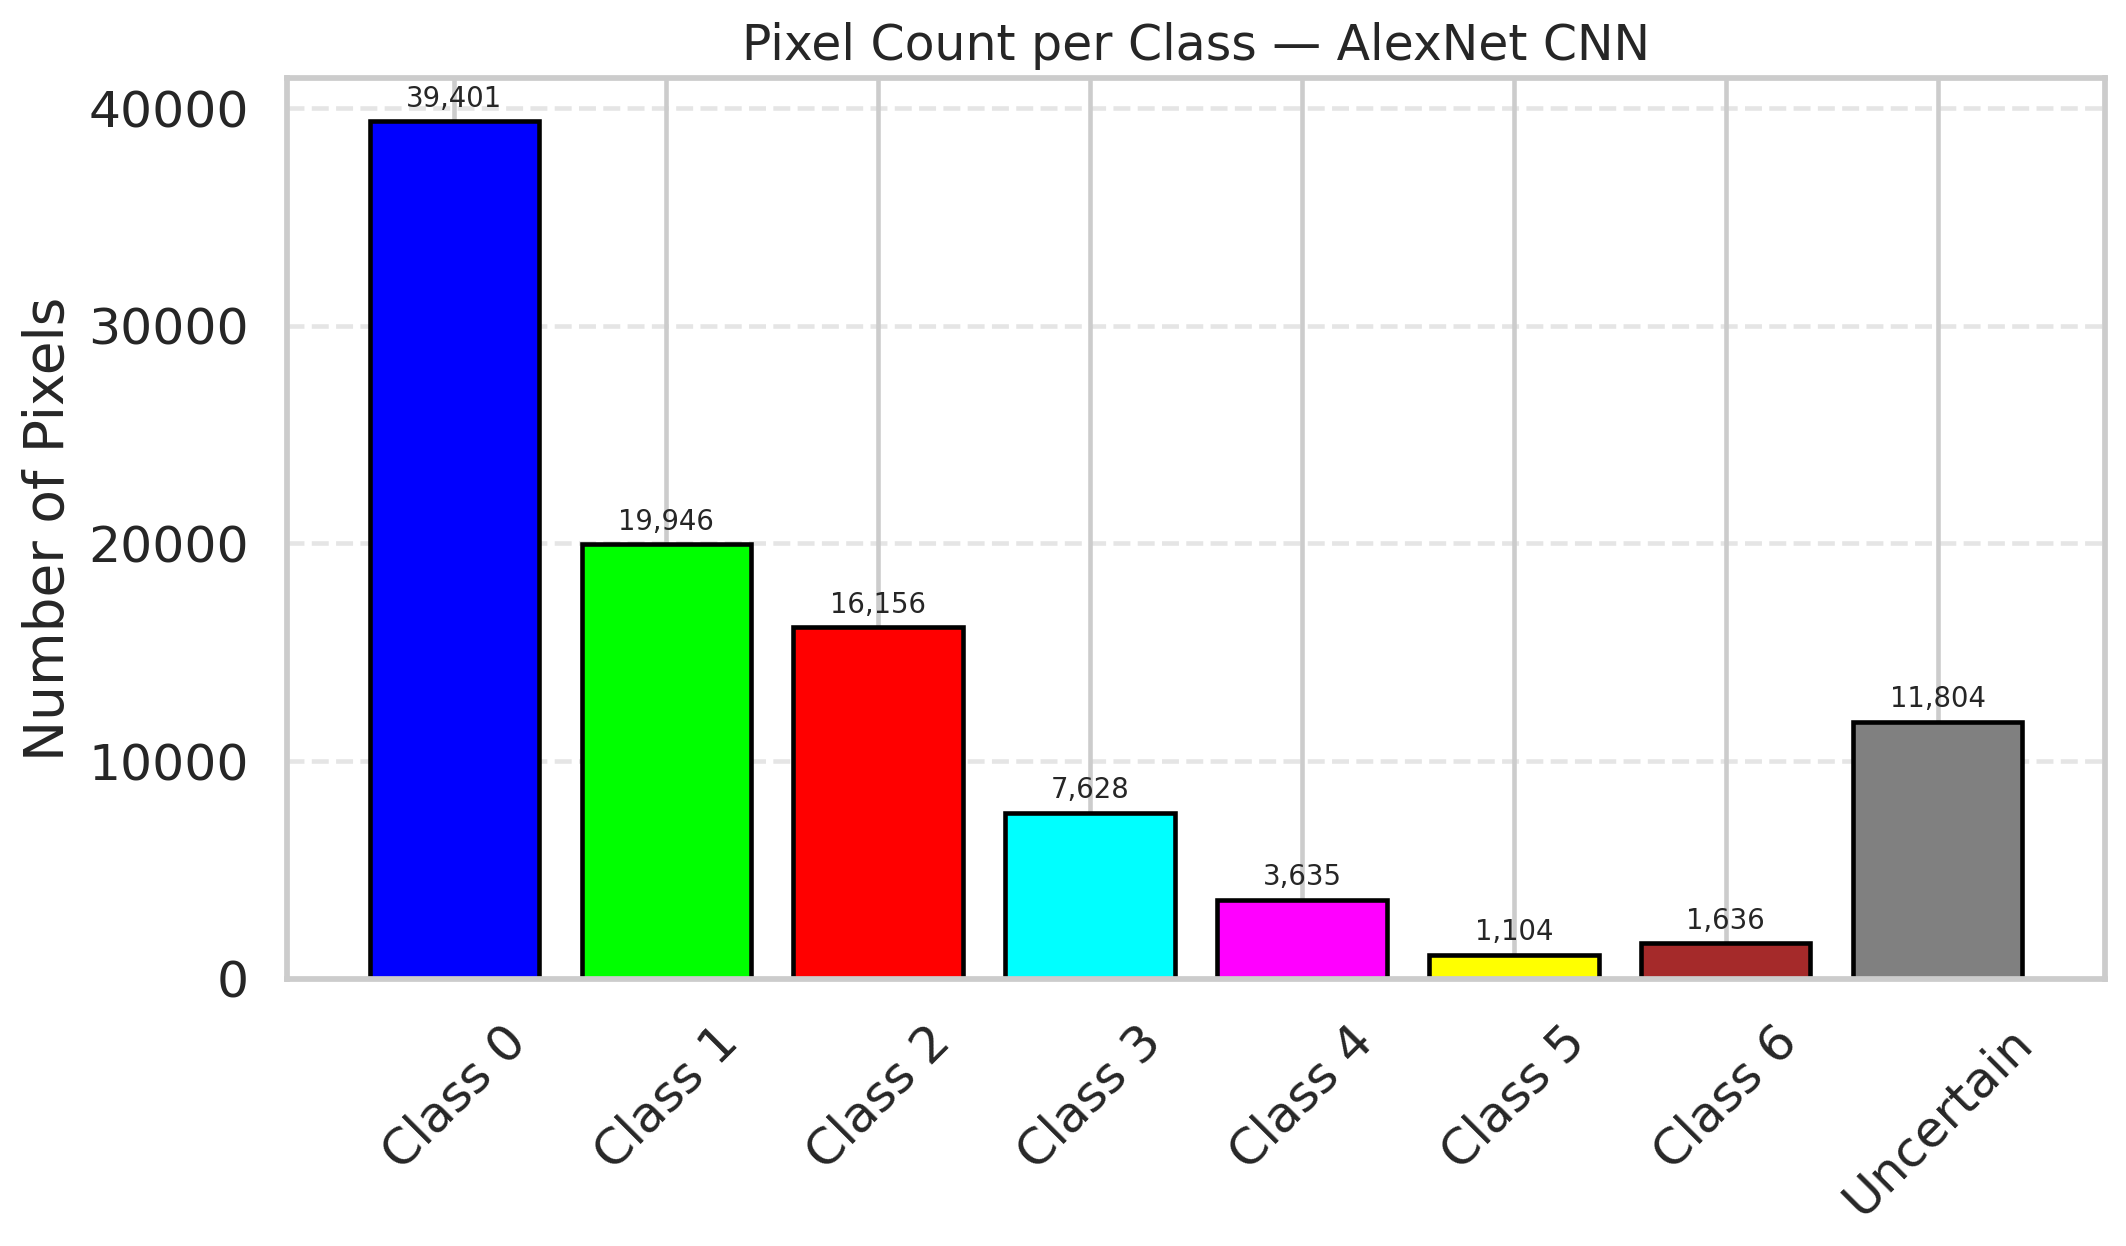 Pixel Count per Class — AlexNet CNN
Number of Pixels
40000
30000
20000
10000
0
39,401
19,946
16,156
7,628
3,635
1,104
1,636
11,804
Class 0
Class 1
Class 2
Class 3
Class 4
Class 5
Class 6
Uncertain